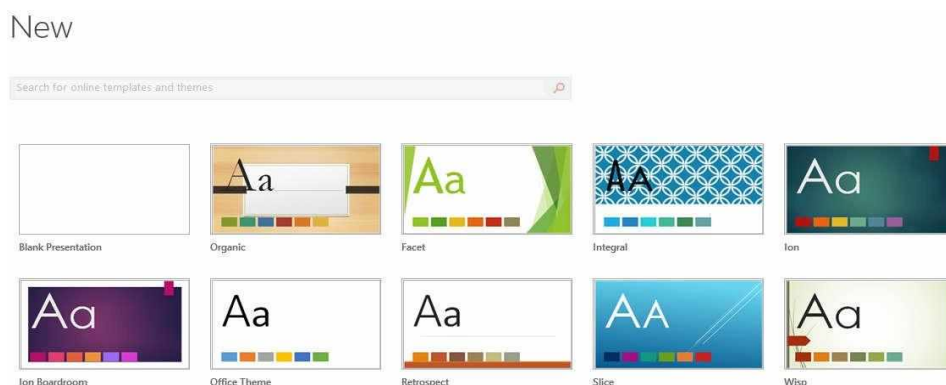 New
Search for online templates and themes
Aa Aa AA Aa
Blank Presentation Organic Facet Integral Ion
Aa Aa Aa AA Aa
Ion Boardroom Office Theme Retrospect Slice Wisp